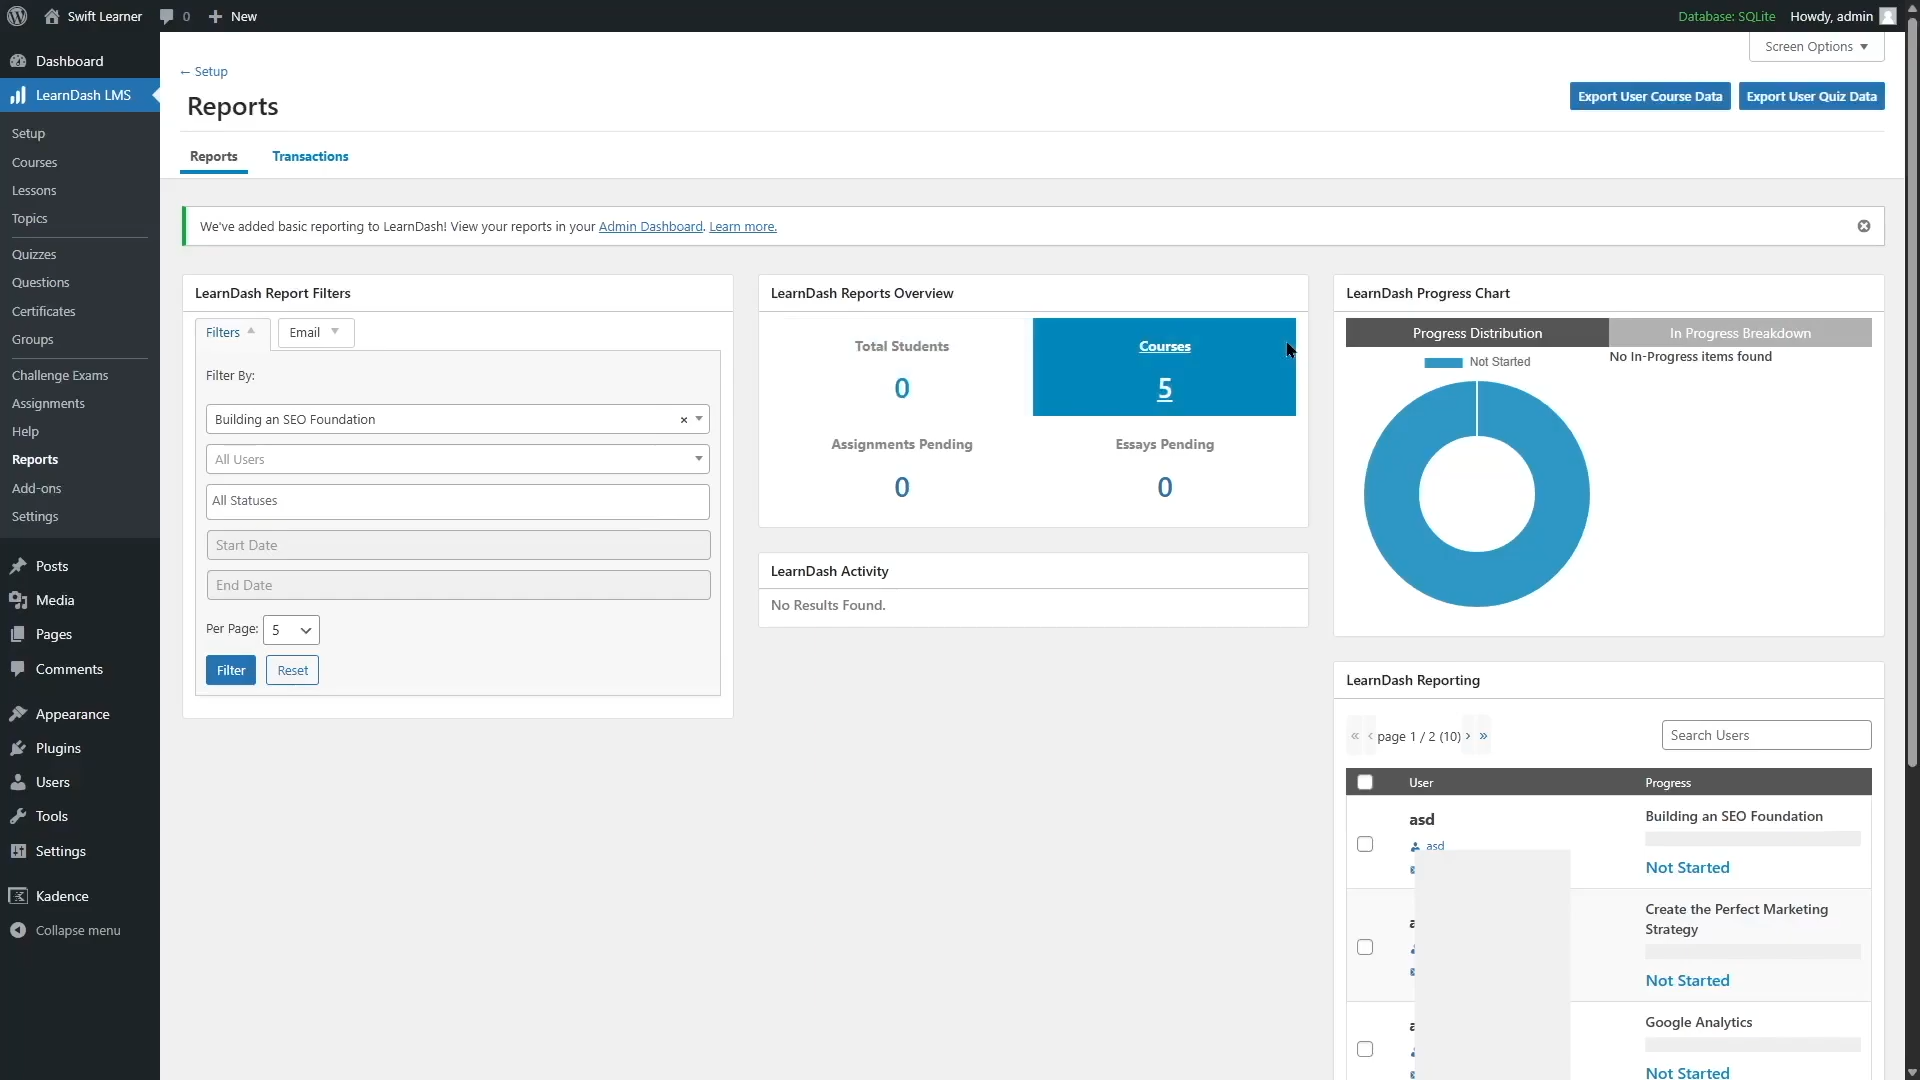 Swift Learner
0
New
Database: SQLite
Howdy, admin
Dashboard
LearnDash LMS
Setup
Courses
Lessons
Topics
Quizzes
Questions
Certificates
Groups
Challenge Exams
Assignments
Help
Reports
Add-ons
Settings
Posts
Media
Pages
Comments
Appearance
Plugins
Users
Tools
Settings
Kadence
Collapse menu
Screen Options ▼
← Setup
Reports
Export User Course Data
Export User Quiz Data
Reports
Transactions
We've added basic reporting to LearnDash! View your reports in your Admin Dashboard. Learn more.
LearnDash Report Filters
Filters
Email
Filter By:
Building an SEO Foundation
×
All Users
All Statuses
Start Date
End Date
Per Page:
5
Filter
Reset
LearnDash Reports Overview
Total Students
0
Courses
5
Assignments Pending
0
Essays Pending
0
LearnDash Activity
No Results Found.
LearnDash Progress Chart
Progress Distribution
In Progress Breakdown
Not Started
No In-Progress items found
LearnDash Reporting
« ‹ page 1 / 2 (10) › »
Search Users
User
Progress
asd
asd
Building an SEO Foundation
Not Started
Create the Perfect Marketing
Strategy
Not Started
Google Analytics
Not Started